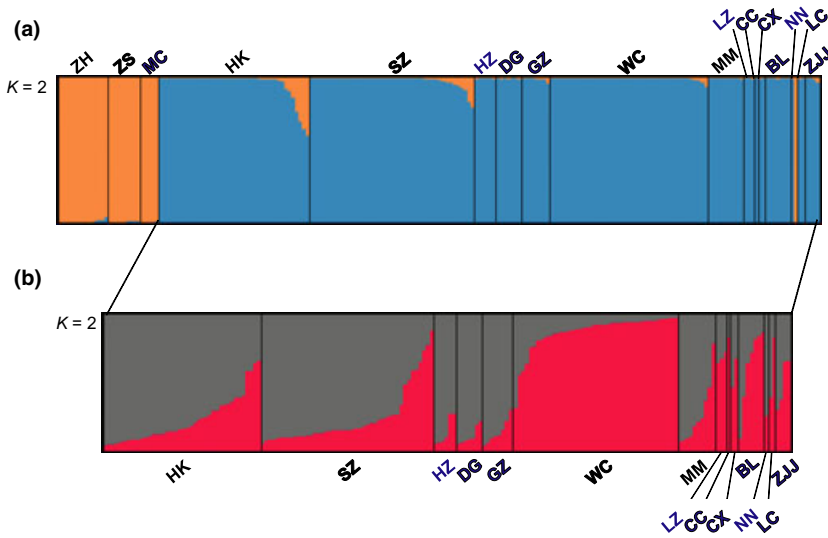 (a)
LZ CC CX NN LC
ZH ZS MC HK SZ HZ DG GZ WC MM BL ZJJ
K = 2
(b)
K = 2
HK SZ HZ DG GZ WC MM BL ZJJ
LZ CC CX NN LC